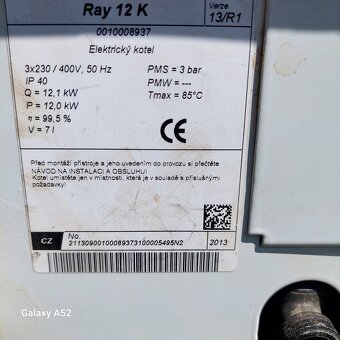 Ray 12 K
Verze
13/R1
0010008937
Elektrický kotel
3x230 / 400V, 50 Hz
PMS = 3 bar
IP 40
PMW = ---
Q = 12,1 kW
Tmax = 85°C
P = 12,0 kW
η = 99,5 %
V = 7 l
CE
Před montáží přístroje a jeho uvedením do provozu si přečtěte
NÁVOD NA INSTALACI A OBSLUHU!
Kotel umístěte jen v místnosti, která je v souladě s příslušnými
požadavky!
CZ
No.
21130900100089373100005495N2
2013
Galaxy A52